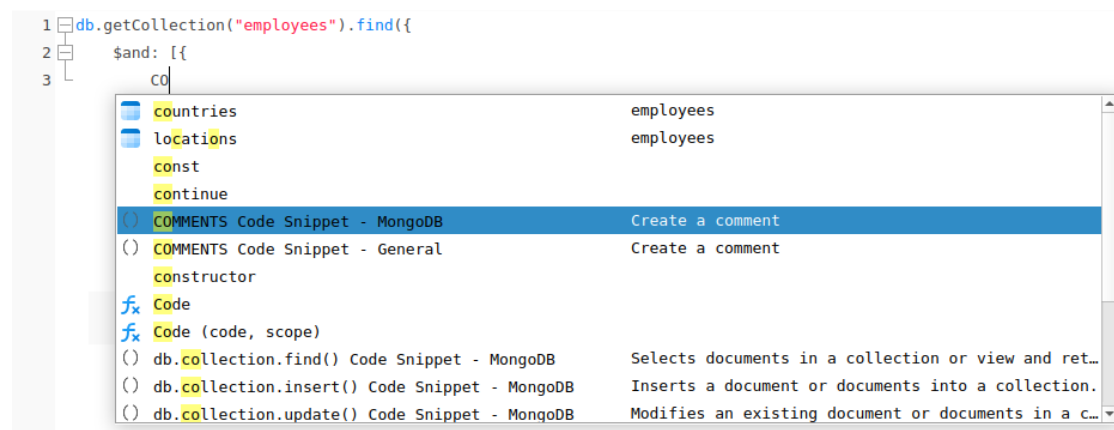 1 db.getCollection("employees").find({
2 $and: [{
3 CO
countries employees
locations employees
const
continue
() COMMENTS Code Snippet - MongoDB Create a comment
() COMMENTS Code Snippet - General Create a comment
constructor
fx Code
fx Code (code, scope)
() db.collection.find() Code Snippet - MongoDB Selects documents in a collection or view and ret…
() db.collection.insert() Code Snippet - MongoDB Inserts a document or documents into a collection.
() db.collection.update() Code Snippet - MongoDB Modifies an existing document or documents in a c…